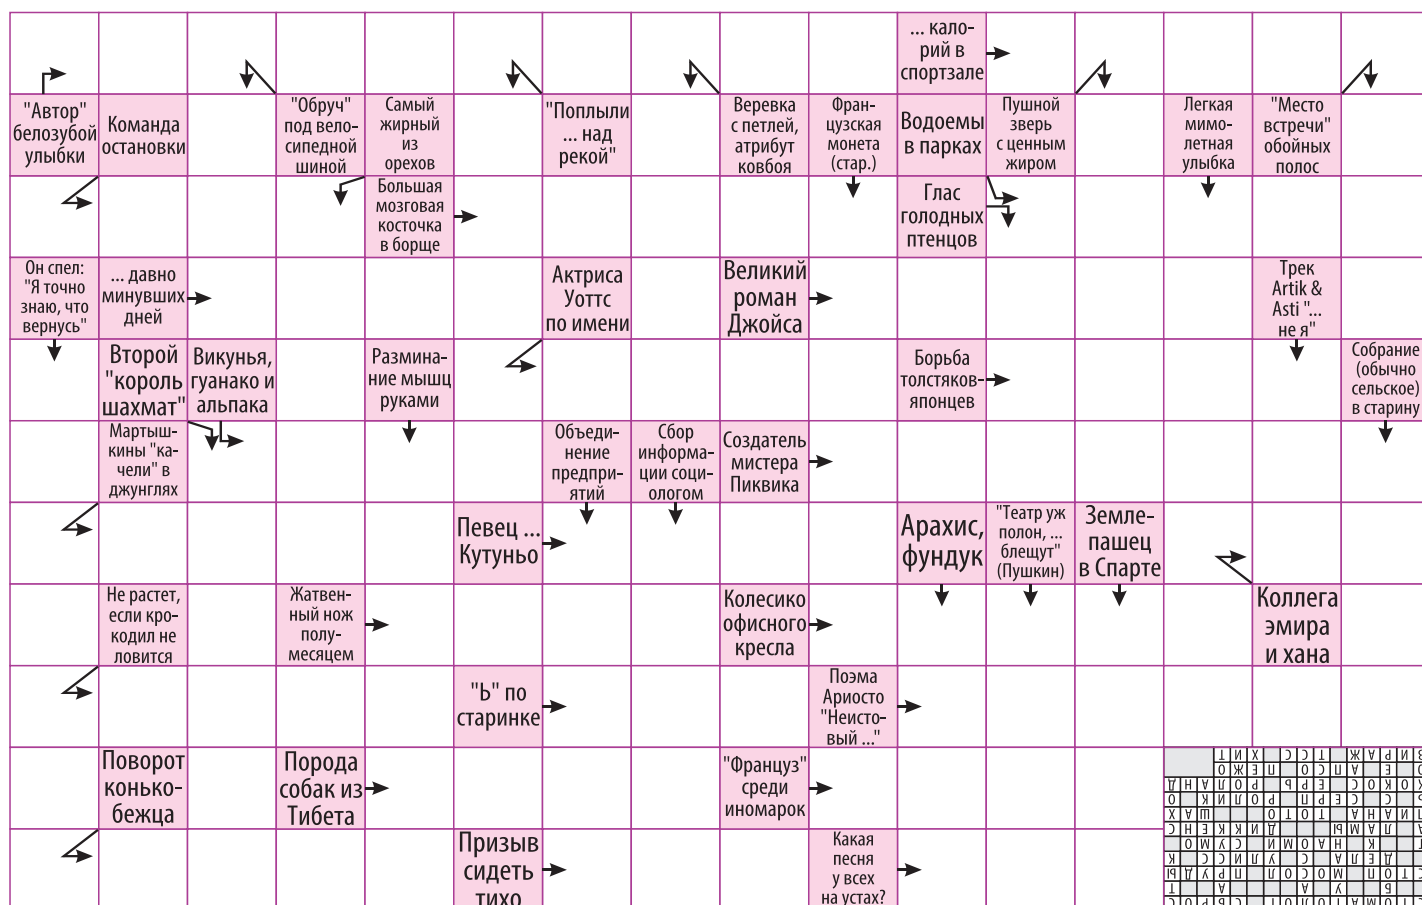 ... кало-
рий в
спортзале
"Автор"
белозубой
улыбки
Команда
остановки
"Обруч"
под вело-
сипедной
шиной
Самый
жирный
из
орехов
"Поплыли
... над
рекой"
Веревка
с петлей,
атрибут
ковбоя
Фран-
цузская
монета
(стар.)
Водоемы
в парках
Пушной
зверь
с ценным
жиром
Легкая
мимо-
летная
улыбка
"Место
встречи"
обойных
полос
Большая
мозговая
косточка
в борще
Глас
голодных
птенцов
Он спел:
"Я точно
знаю, что
вернусь"
... давно
минувших
дней
Актриса
Уоттс
по имени
Великий
роман
Джойса
Трек
Artik &
Asti "...
не я"
Второй
"король
шахмат"
Викунья,
гуанако и
альпака
Размина-
ние мышц
руками
Борьба
толстяков-
японцев
Собрание
(обычно
сельское)
в старину
Мартыш-
кины "ка-
чели" в
джунглях
Объеди-
нение
предпри-
ятий
Сбор
информа-
ции соци-
ологом
Создатель
мистера
Пиквика
Певец ...
Кутуньо
Арахис,
фундук
"Театр уж
полон, ...
блещут"
(Пушкин)
Земле-
пашец
в Спарте
Не растет,
если кро-
кодил не
ловится
Жатвен-
ный нож
полу-
месяцем
Колесико
офисного
кресла
Коллега
эмира
и хана
"Ь" по
старинке
Поэма
Ариосто
"Неисто-
вый ..."
Поворот
конько-
бежца
Порода
собак из
Тибета
"Француз"
среди
иномарок
Призыв
сидеть
тихо
Какая
песня
у всех
на устах?